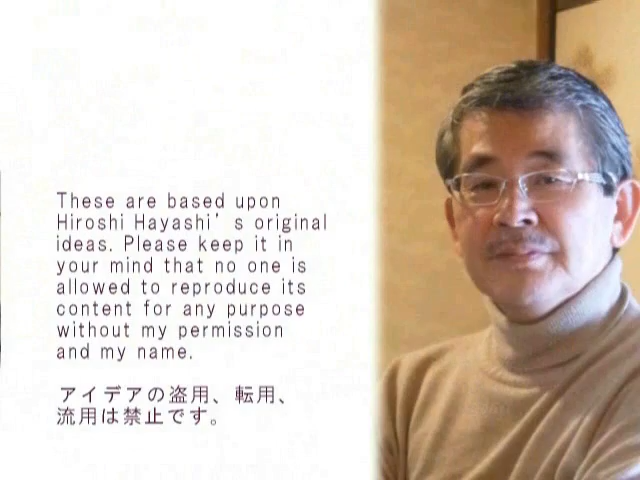 These are based upon
Hiroshi Hayashi's original
ideas. Please keep it in
your mind that no one is
allowed to reproduce its
content for any purpose
without my permission
and my name.
アイデアの盗用、転用、
流用は禁止です。